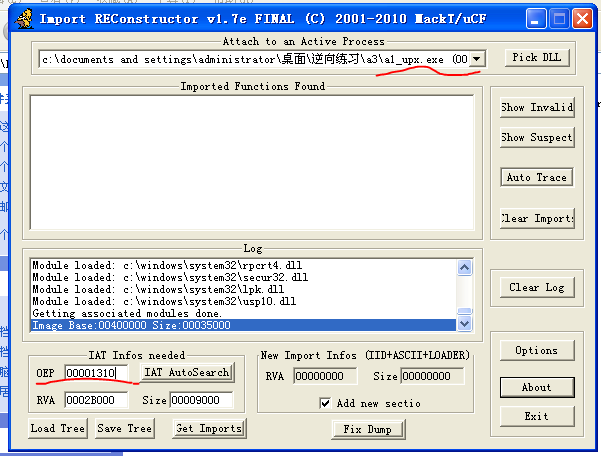 Import REConstructor v1.7e FINAL (C) 2001-2010 MackT/uCF
Attach to an Active Process
c:\documents and settings\administrator\桌面\逆向练习\a3\a1_upx.exe (00
Pick DLL
Imported Functions Found
Show Invalid
Show Suspect
Auto Trace
Clear Imports
Log
Module loaded: c:\windows\system32\rpcrt4.dll
Module loaded: c:\windows\system32\secur32.dll
Module loaded: c:\windows\system32\lpk.dll
Module loaded: c:\windows\system32\usp10.dll
Getting associated modules done.
Image Base:00400000 Size:00035000
Clear Log
IAT Infos needed
OEP 00001310 IAT AutoSearch
RVA 0002B000 Size 00009000
New Import Infos (IID+ASCII+LOADER)
RVA 00000000 Size 00000000
Add new sectio
Options
About
Exit
Load Tree Save Tree Get Imports
Fix Dump